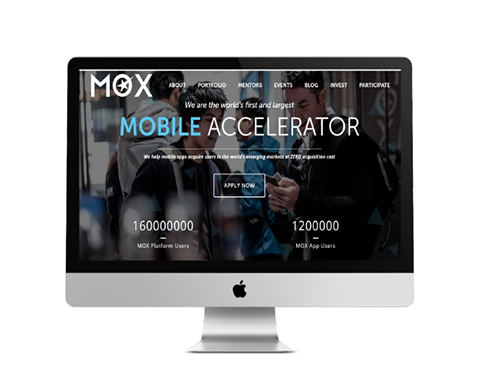 MOX
ABOUT PORTFOLIO MENTORS EVENTS BLOG INVEST PARTICIPATE
We are the world's first and largest
MOBILE ACCELERATOR
We help mobile apps acquire users in the world's emerging markets at ZERO acquisition cost
APPLY NOW
160000000 1200000
MOX Platform Users MOX App Users